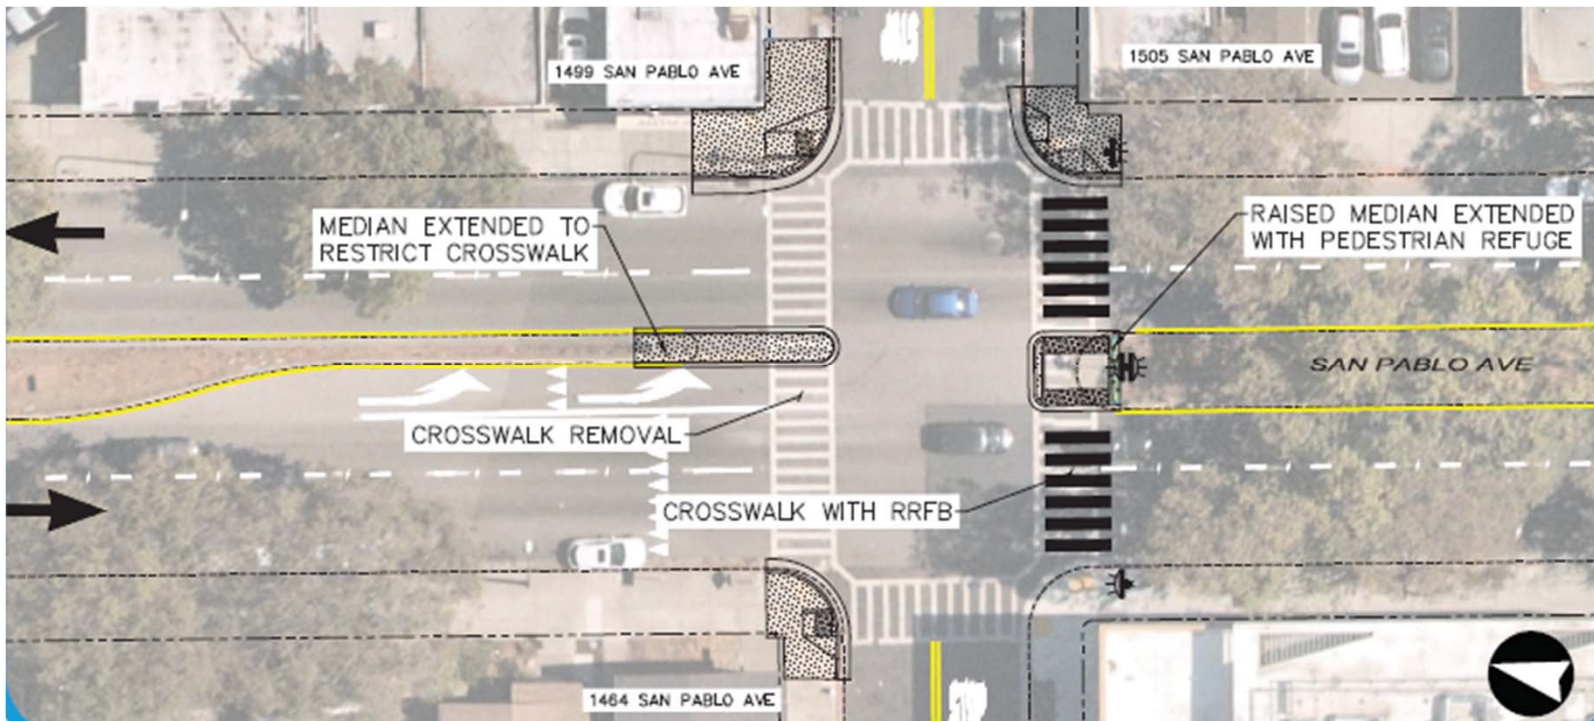 1499 SAN PABLO AVE
1505 SAN PABLO AVE
MEDIAN EXTENDED TO
RESTRICT CROSSWALK
RAISED MEDIAN EXTENDED
WITH PEDESTRIAN REFUGE
SAN PABLO AVE
CROSSWALK REMOVAL
CROSSWALK WITH RRFB
1464 SAN PABLO AVE